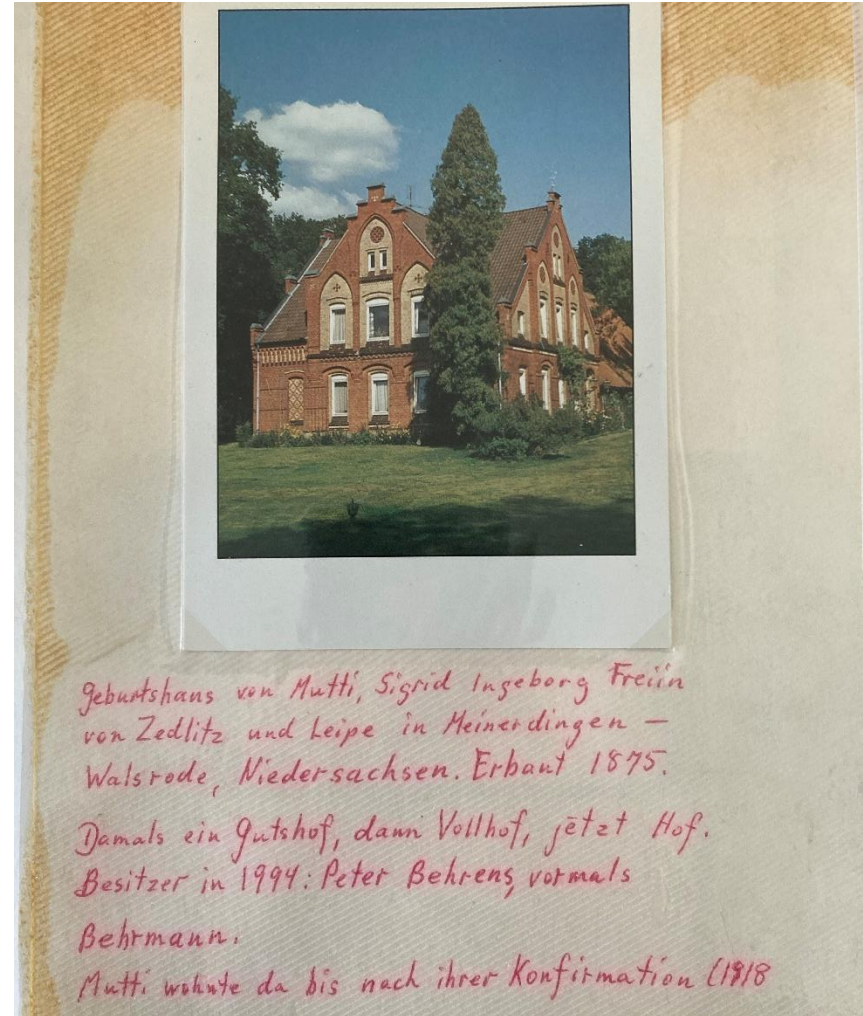 Geburtshaus von Mutti, Sigrid Ingeborg Freiin
von Zedlitz und Leipe in Meinerdingen –
Walsrode, Niedersachsen. Erbaut 1875.
Damals ein Gutshof, dann Vollhof, jetzt Hof.
Besitzer in 1994: Peter Behrens, vormals
Behrmann.
Mutti wohnte da bis nach ihrer Konfirmation (1918